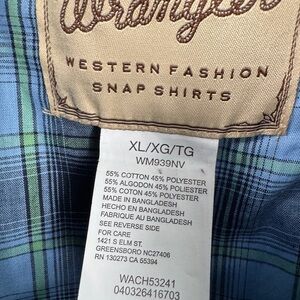 Wrangler
WESTERN FASHION
SNAP SHIRTS
XL/XG/TG
WM939NV
55% COTTON 45% POLYESTER
55% ALGODON 45% POLIESTER
55% COTON 45% POLYESTER
MADE IN BANGLADESH
HECHO EN BANGLADESH
FABRIQUE AU BANGLADESH
SEE REVERSE SIDE
FOR CARE
1421 S ELM ST.
GREENSBORO NC27406
RN 130273 CA 55394
WACH53241
040326416703